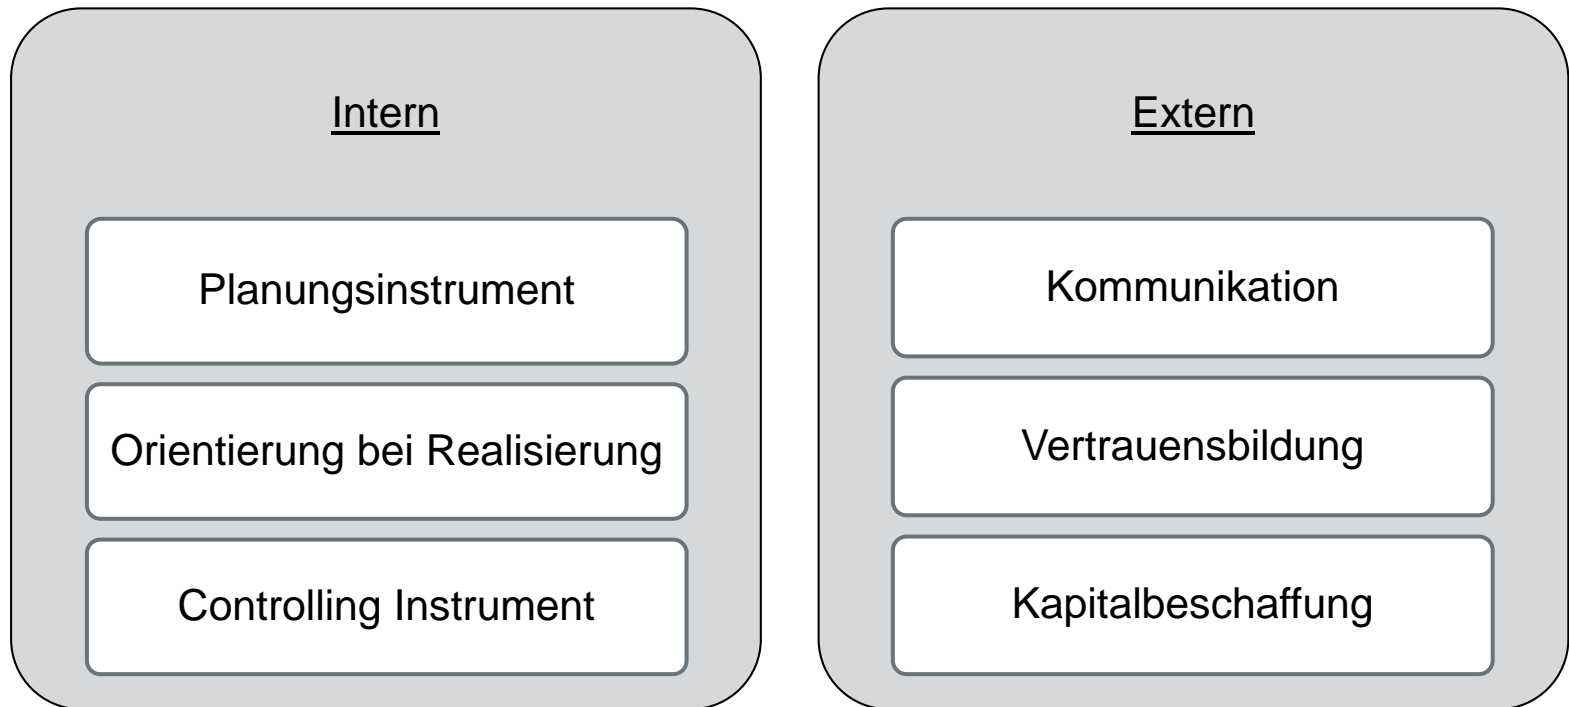 Intern
Planungsinstrument
Orientierung bei Realisierung
Controlling Instrument
Extern
Kommunikation
Vertrauensbildung
Kapitalbeschaffung